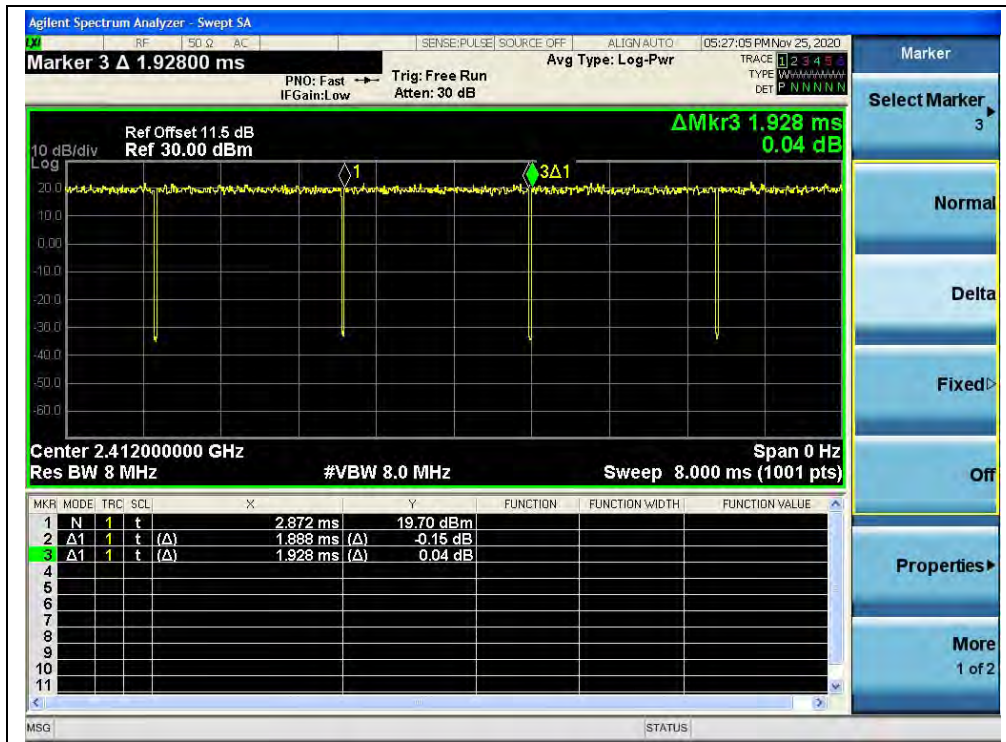 Agilent Spectrum Analyzer - Swept SA
LXI RF 50 Ω AC SENSE:PULSE SOURCE OFF ALIGN AUTO 05:27:05 PM Nov 25, 2020
Marker 3 Δ 1.92800 ms
PNO: Fast
IFGain:Low
Trig: Free Run
Atten: 30 dB
Avg Type: Log-Pwr
TRACE 1 2 3 4 5 6
TYPE W
DET P N N N N N
ΔMkr3 1.928 ms
0.04 dB
Ref Offset 11.5 dB
10 dB/div Ref 30.00 dBm
Log
1
3Δ1
20.0
10.0
0.00
-10.0
-20.0
-30.0
-40.0
-50.0
-60.0
Center 2.412000000 GHz Span 0 Hz
Res BW 8 MHz #VBW 8.0 MHz Sweep 8.000 ms (1001 pts)
MKR MODE TRC SCL X Y FUNCTION FUNCTION WIDTH FUNCTION VALUE
1 N 1 t 2.872 ms 19.70 dBm
2 Δ1 1 t (Δ) 1.888 ms (Δ) -0.15 dB
3 Δ1 1 t (Δ) 1.928 ms (Δ) 0.04 dB
4
5
6
7
8
9
10
11
MSG STATUS
Marker
Select Marker
3
Normal
Delta
Fixed
Off
Properties
More
1 of 2